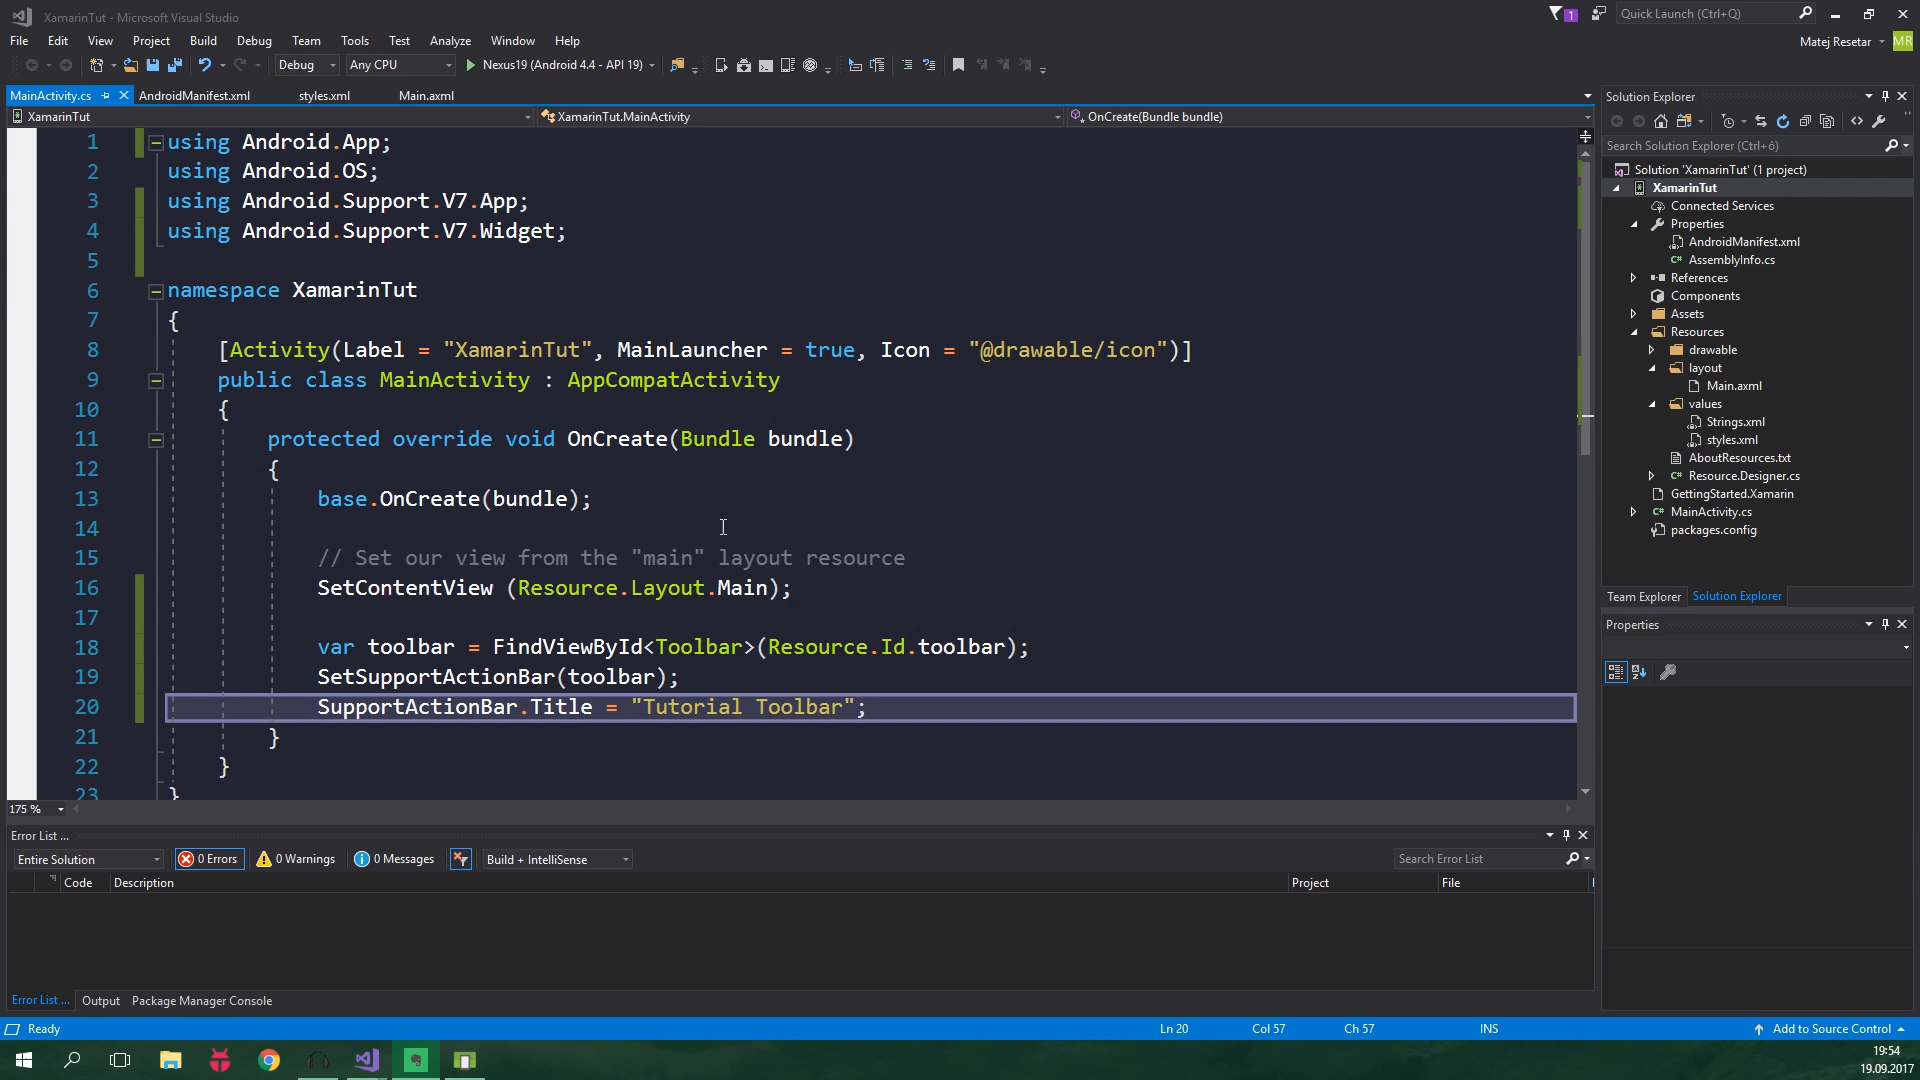 XamarinTut - Microsoft Visual Studio
1
Quick Launch (Ctrl+Q)
File Edit View Project Build Debug Team Tools Test Analyze Window Help
Matej Resetar
MR
Debug
Any CPU
Nexus19 (Android 4.4 - API 19)
MainActivity.cs
AndroidManifest.xml
styles.xml
Main.axml
XamarinTut
XamarinTut.MainActivity
OnCreate(Bundle bundle)
1 using Android.App;
2 using Android.OS;
3 using Android.Support.V7.App;
4 using Android.Support.V7.Widget;
5
6 namespace XamarinTut
7 {
8 [Activity(Label = "XamarinTut", MainLauncher = true, Icon = "@drawable/icon")]
9 public class MainActivity : AppCompatActivity
10 {
11 protected override void OnCreate(Bundle bundle)
12 {
13 base.OnCreate(bundle);
14
15 // Set our view from the "main" layout resource
16 SetContentView (Resource.Layout.Main);
17
18 var toolbar = FindViewById<Toolbar>(Resource.Id.toolbar);
19 SetSupportActionBar(toolbar);
20 SupportActionBar.Title = "Tutorial Toolbar";
21 }
22 }
23 }
175 %
Error List ...
Entire Solution
0 Errors
0 Warnings
0 Messages
Build + IntelliSense
Search Error List
Code
Description
Project
File
Error List ...
Output
Package Manager Console
Solution Explorer
Search Solution Explorer (Ctrl+ô)
Solution 'XamarinTut' (1 project)
XamarinTut
Connected Services
Properties
AndroidManifest.xml
C# AssemblyInfo.cs
References
Components
Assets
Resources
drawable
layout
Main.axml
values
Strings.xml
styles.xml
AboutResources.txt
C# Resource.Designer.cs
GettingStarted.Xamarin
C# MainActivity.cs
packages.config
Team Explorer
Solution Explorer
Properties
Ready
Ln 20
Col 57
Ch 57
INS
Add to Source Control
19:54
19.09.2017